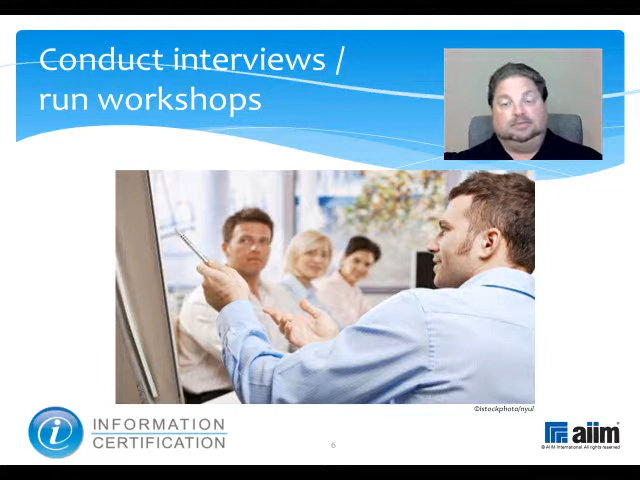 Conduct interviews /
run workshops
©istockphoto/nyul
i
INFORMATION
CERTIFICATION
6
aiim
© AIIM International. All rights reserved